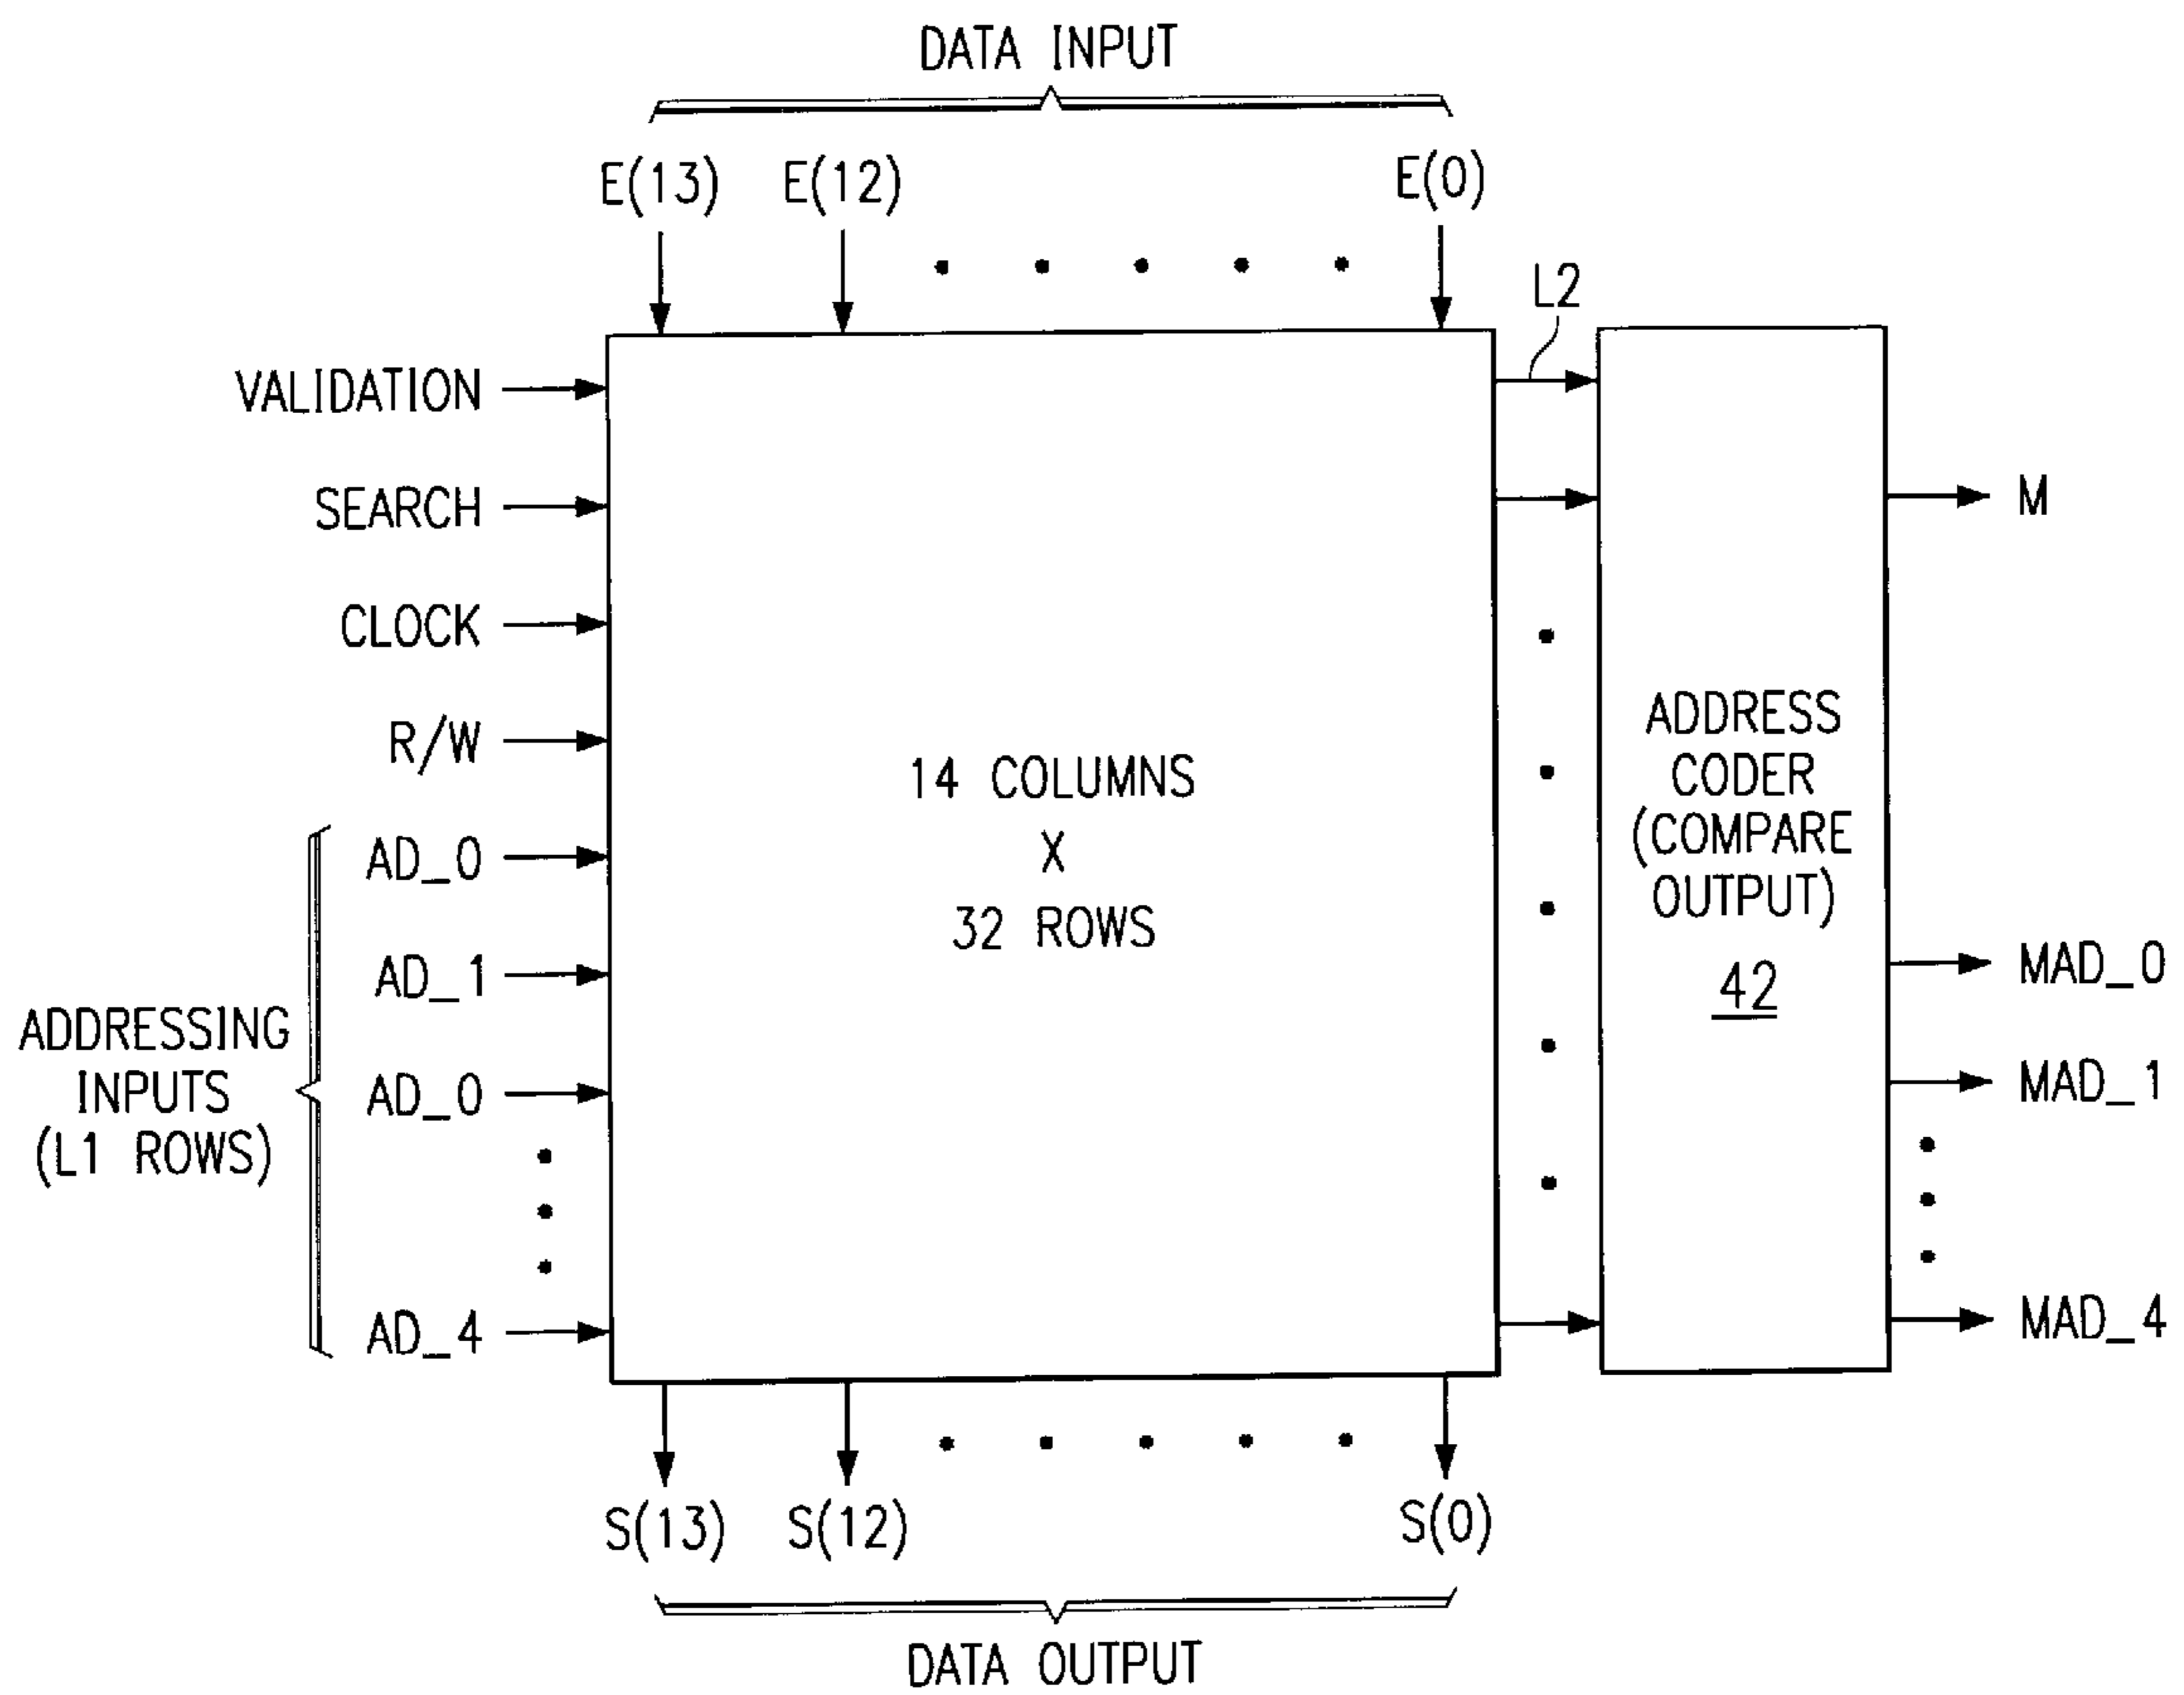 DATA INPUT
E(13) E(12) E(0)
L2
VALIDATION
SEARCH
CLOCK
R/W
AD_0
AD_1
AD_0
AD_4
ADDRESSING
INPUTS
(L1 ROWS)
14 COLUMNS
X
32 ROWS
ADDRESS
CODER
(COMPARE
OUTPUT)
42
M
MAD_0
MAD_1
MAD_4
S(13) S(12) S(0)
DATA OUTPUT